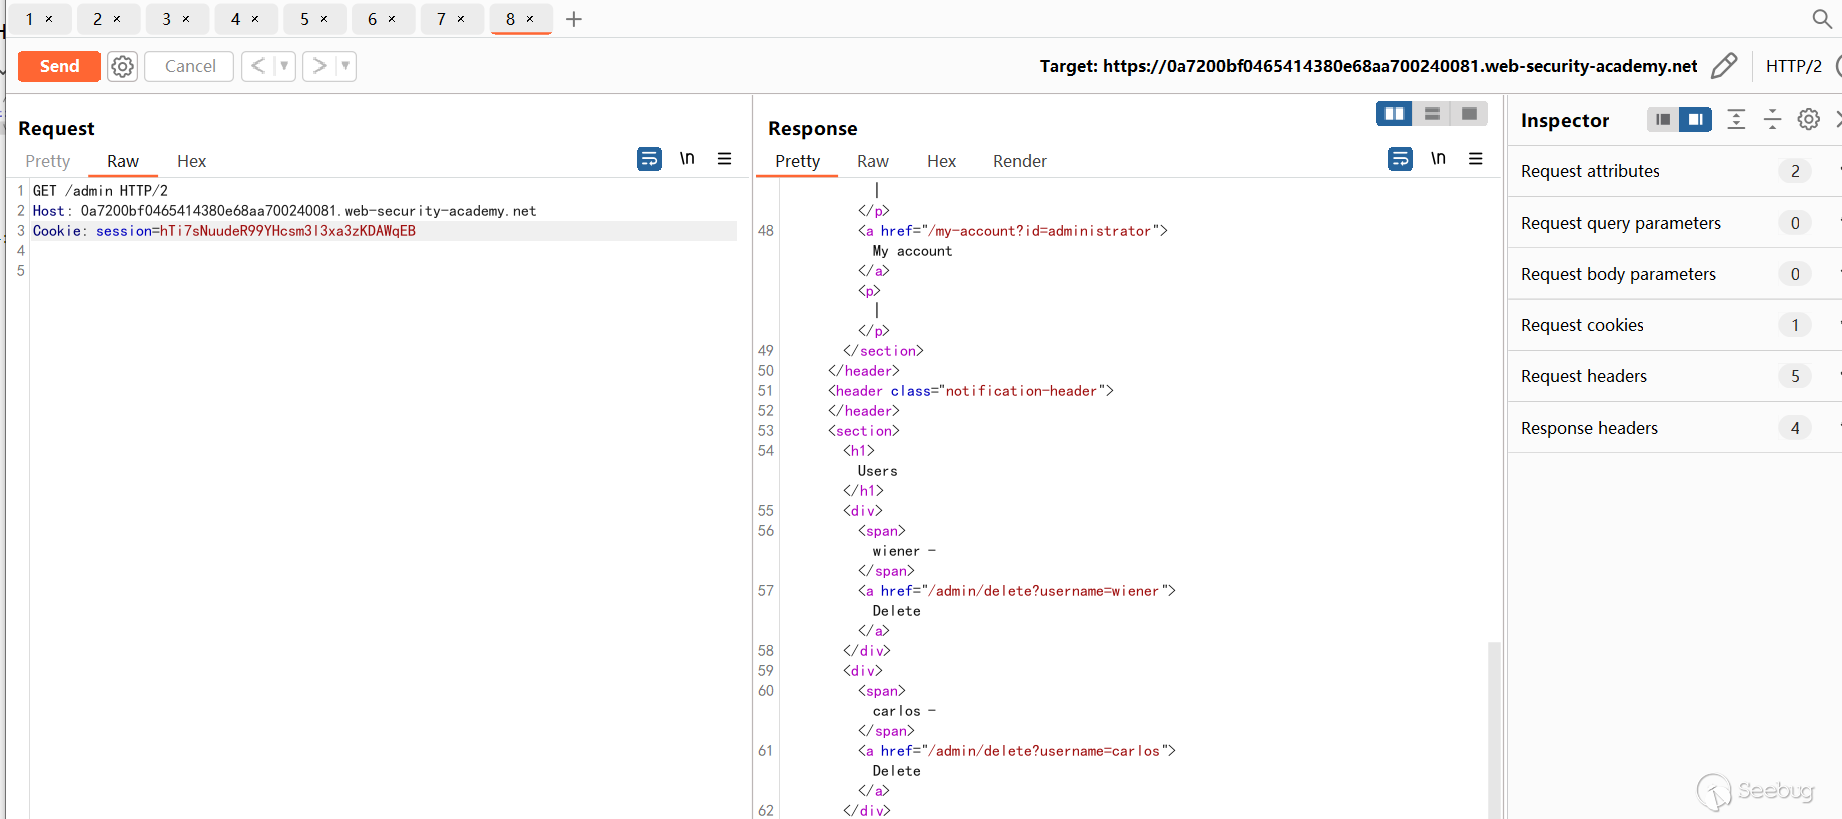 1 × 2 × 3 × 4 × 5 × 6 × 7 × 8 × +
Send Cancel < ▼ > ▼ Target: https://0a7200bf0465414380e68aa700240081.web-security-academy.net HTTP/2
Request
Pretty Raw Hex \n
1 GET /admin HTTP/2
2 Host: 0a7200bf0465414380e68aa700240081.web-security-academy.net
3 Cookie: session=hTi7sNuudeR99YHcsm3l3xa3zKDAWqEB
4
5
Response
Pretty Raw Hex Render \n
|
</p>
48 <a href="/my-account?id=administrator">
My account
</a>
<p>
|
</p>
49 </section>
50 </header>
51 <header class="notification-header">
52 </header>
53 <section>
54 <h1>
Users
</h1>
55 <div>
56 <span>
wiener -
</span>
57 <a href="/admin/delete?username=wiener">
Delete
</a>
58 </div>
59 <div>
60 <span>
carlos -
</span>
61 <a href="/admin/delete?username=carlos">
Delete
</a>
62 </div>
Inspector
Request attributes 2
Request query parameters 0
Request body parameters 0
Request cookies 1
Request headers 5
Response headers 4
Seebug